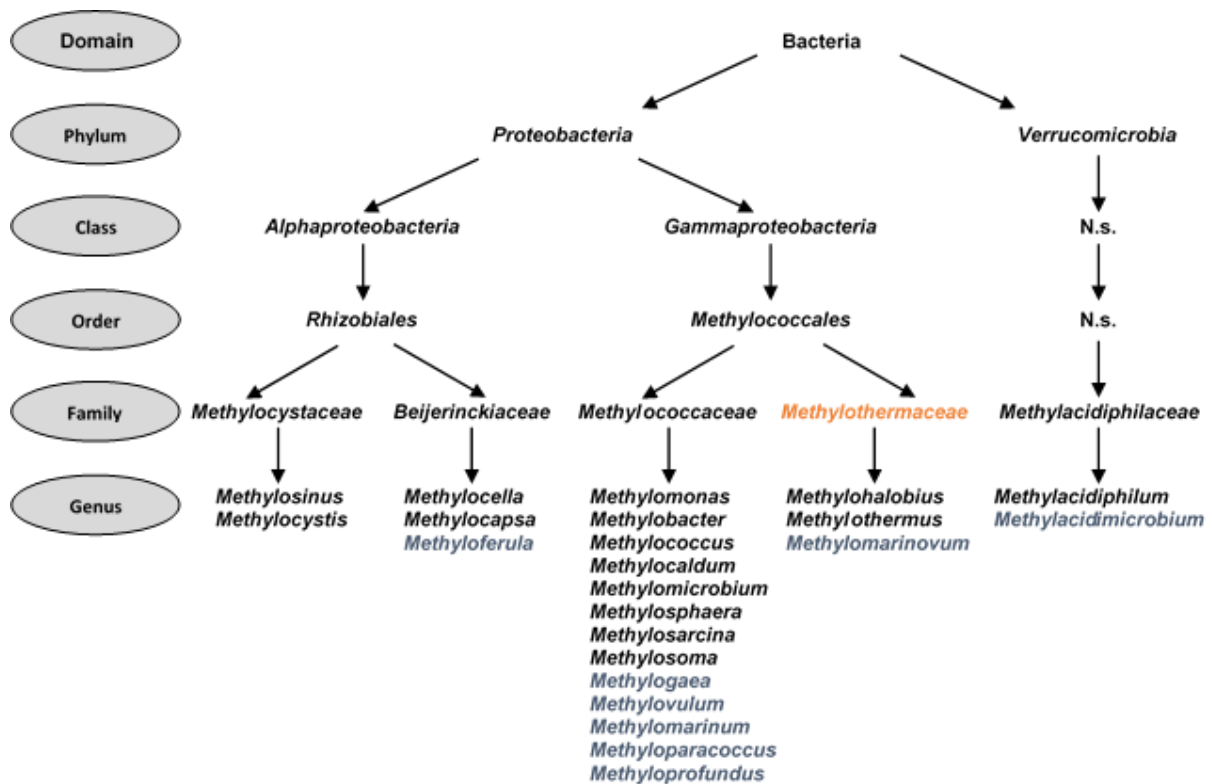 Domain
Bacteria
Phylum
Proteobacteria
Verrucomicrobia
Class
Alphaproteobacteria
Gammaproteobacteria
N.s.
Order
Rhizobiales
Methylococcales
N.s.
Family
Methylocystaceae
Beijerinckiaceae
Methylococcaceae
Methylothermaceae
Methylacidiphilaceae
Genus
Methylosinus
Methylocystis
Methylocella
Methylocapsa
Methyloferula
Methylomonas
Methylobacter
Methylococcus
Methylocaldum
Methylomicrobium
Methylosphaera
Methylosarcina
Methylosoma
Methylogaea
Methylovulum
Methylomarinum
Methyloparacoccus
Methyloprofundus
Methylohalobius
Methylothermus
Methylomarinovum
Methylacidiphilum
Methylacidimicrobium